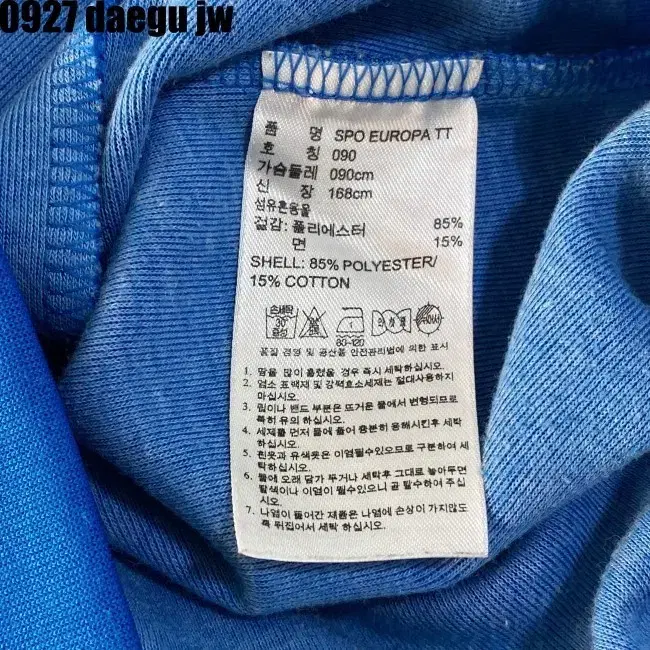 0927 daegu jw
품 명 SPO EUROPA TT
호 칭 090
가슴둘레 090cm
신 장 168cm
섬유혼용율
겉감: 폴리에스터 85%
면 15%
SHELL: 85% POLYESTER/
15% COTTON
손세탁
30°
중성
80-120
품질 경영 및 공산품 안전관리법에 의한 표시
1. 땀을 많이 흘렸을 경우 즉시 세탁하십시오.
2. 염소 표백제 및 강력효소세제는 절대사용하지
마십시오.
3. 립이나 밴드 부분은 뜨거운 물에서 변형되므로
특히 유의 하십시오.
4. 세제를 먼저 물에 풀어 충분히 용해시킨후 세탁
하십시오.
5. 흰옷과 유색옷은 이염될수있으므로 구분하여 세
탁하십시오.
6. 물에 오래 담가 두거나 세탁후 그대로 놓아두면
탈색이나 이염이 될수있으니 곧 탈수하여 주십
시오.
7. 나염이 들어간 제품은 나염에 손상이 가지않도
록 뒤집어서 세탁 하십시오.